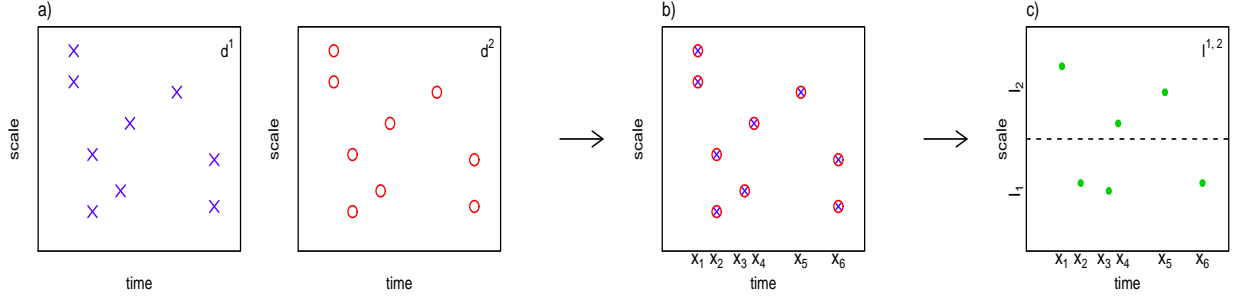 a)
b)
c)
d¹
d²
I¹,²
scale
scale
scale
scale
I₂
I₁
x₁ x₂ x₃ x₄ x₅ x₆
x₁ x₂ x₃ x₄ x₅ x₆
time
time
time
time